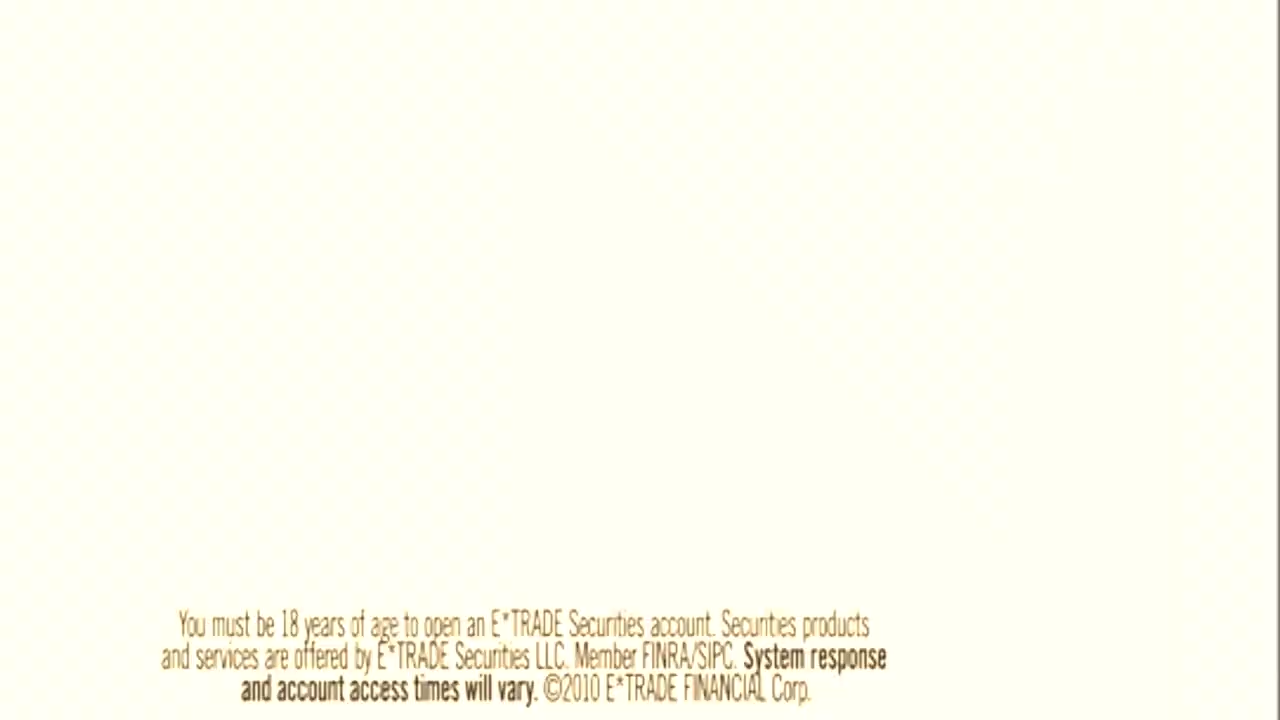 You must be 18 years of age to open an E*TRADE Securities account. Securities products
and services are offered by E*TRADE Securities LLC. Member FINRA/SIPC. System response
and account access times will vary. ©2010 E*TRADE FINANCIAL Corp.